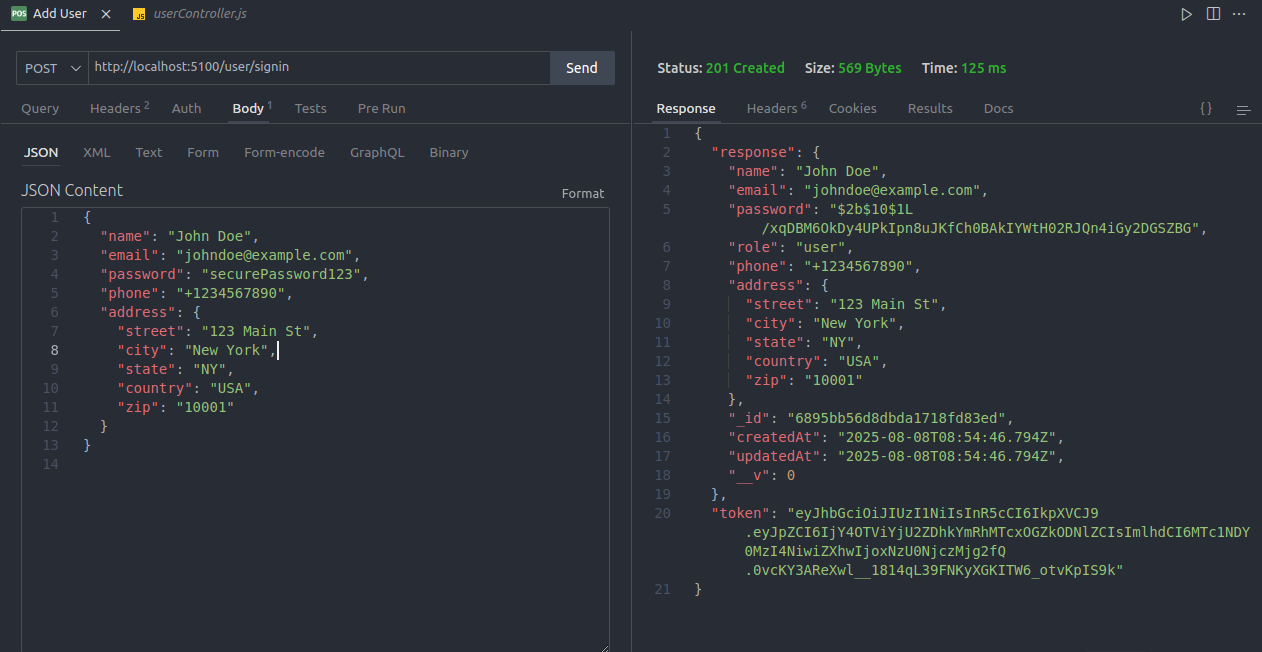 POS Add User × JS userController.js
POST http://localhost:5100/user/signin Send
Query Headers 2 Auth Body 1 Tests Pre Run
JSON XML Text Form Form-encode GraphQL Binary
JSON Content Format
1 {
2 "name": "John Doe",
3 "email": "johndoe@example.com",
4 "password": "securePassword123",
5 "phone": "+1234567890",
6 "address": {
7 "street": "123 Main St",
8 "city": "New York",
9 "state": "NY",
10 "country": "USA",
11 "zip": "10001"
12 }
13 }
14
Status: 201 Created Size: 569 Bytes Time: 125 ms
Response Headers 6 Cookies Results Docs {}
1 {
2 "response": {
3 "name": "John Doe",
4 "email": "johndoe@example.com",
5 "password": "$2b$10$1L
/xqDBM6OkDy4UPkIpn8uJKfCh0BAkIYWtH02RJQn4iGy2DGSZBG",
6 "role": "user",
7 "phone": "+1234567890",
8 "address": {
9 "street": "123 Main St",
10 "city": "New York",
11 "state": "NY",
12 "country": "USA",
13 "zip": "10001"
14 },
15 "_id": "6895bb56d8dbda1718fd83ed",
16 "createdAt": "2025-08-08T08:54:46.794Z",
17 "updatedAt": "2025-08-08T08:54:46.794Z",
18 "__v": 0
19 },
20 "token": "eyJhbGciOiJIUzI1NiIsInR5cCI6IkpXVCJ9
.eyJpZCI6IjY4OTViYjU2ZDhkYmRhMTcxOGZkODNlZCIsImlhdCI6MTc1NDY
0MzI4NiwiZXhwIjoxNzU0NjczMjg2fQ
.0vcKY3AReXwl__1814qL39FNKyXGKITW6_otvKpIS9k"
21 }